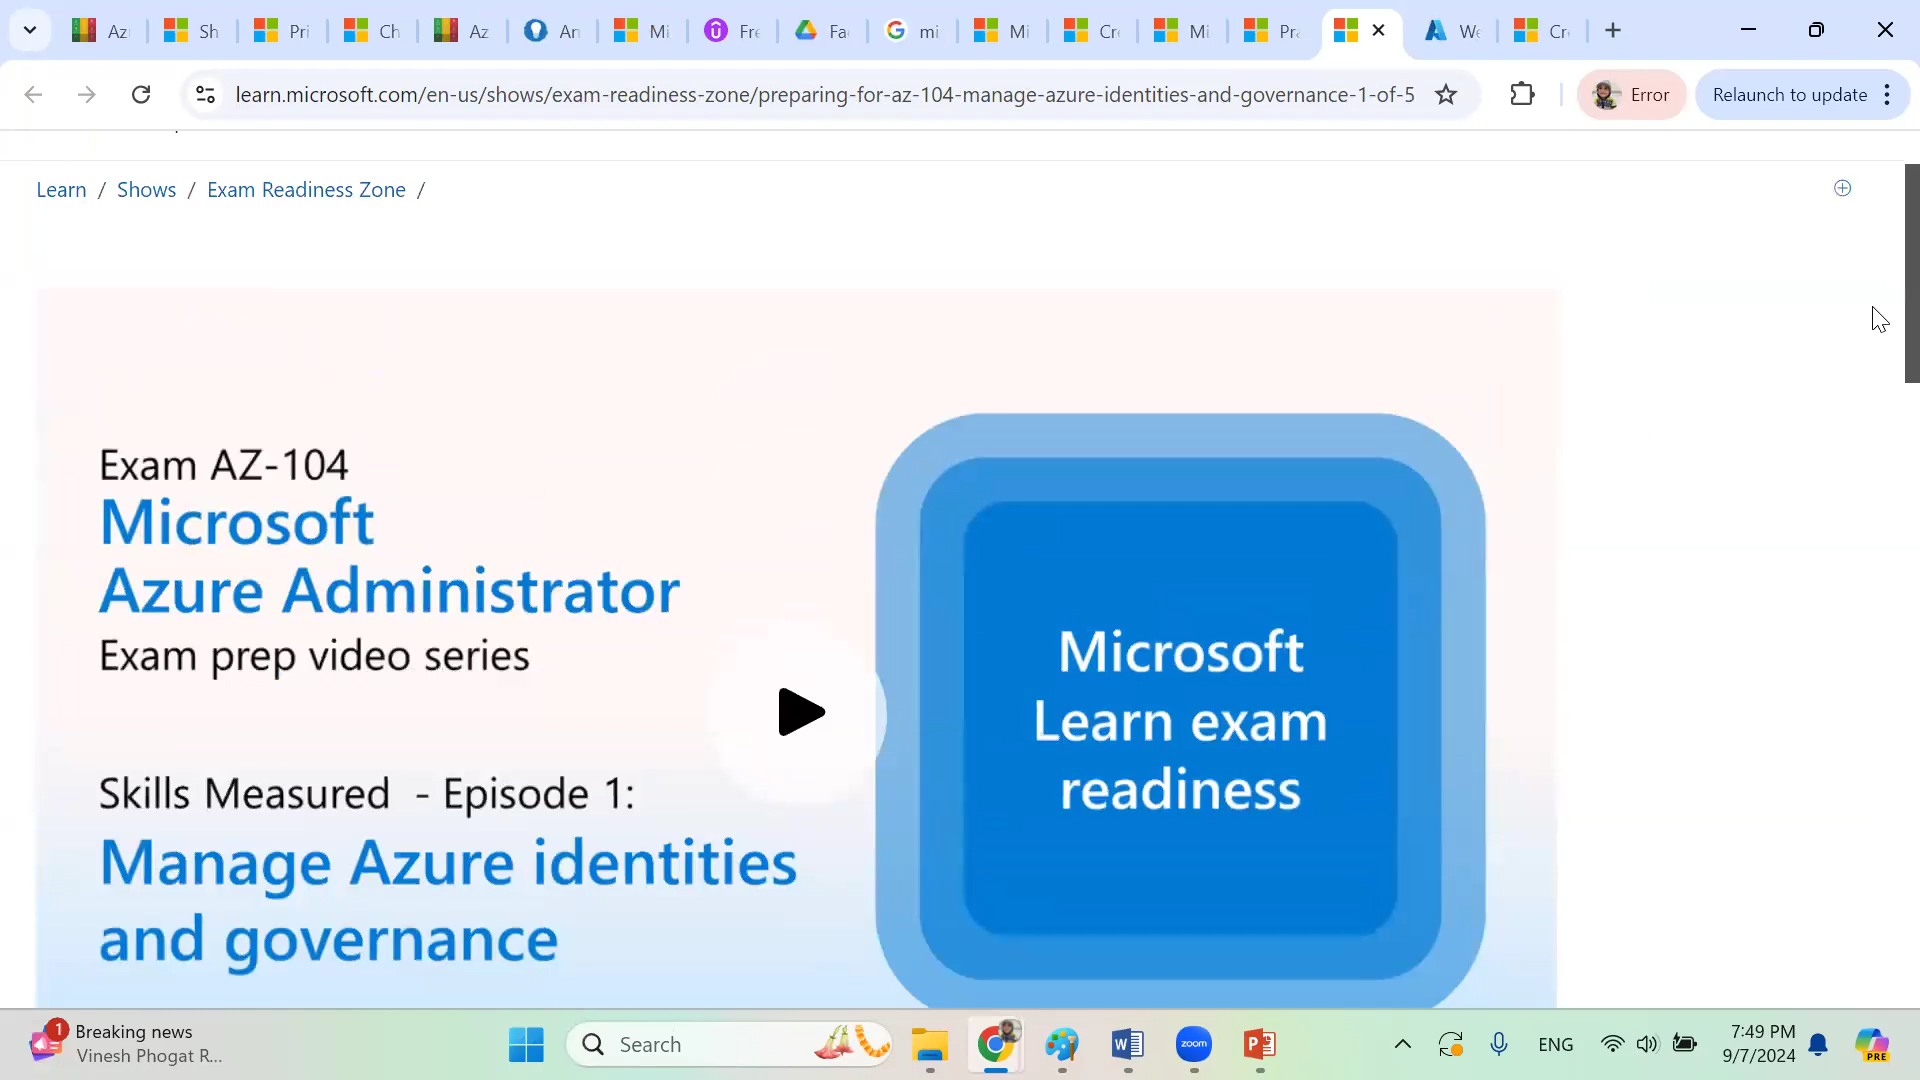 Az
Sh
Pri
Ch
Az
An
Mi
Fre
Fa
mi
Mi
Cr
Mi
Pra
We
Cr
learn.microsoft.com/en-us/shows/exam-readiness-zone/preparing-for-az-104-manage-azure-identities-and-governance-1-of-5
Error
Relaunch to update
Learn / Shows / Exam Readiness Zone /
Exam AZ-104
Microsoft
Azure Administrator
Exam prep video series
Skills Measured - Episode 1:
Manage Azure identities
and governance
Microsoft
Learn exam
readiness
1
Breaking news
Vinesh Phogat R...
Search
zoom
ENG
7:49 PM
9/7/2024
PRE